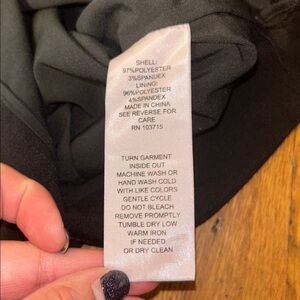 SHELL:
97%POLYESTER
3%SPANDEX
LINING:
96%POLYESTER
4%SPANDEX
MADE IN CHINA
SEE REVERSE FOR
CARE
RN 103715
TURN GARMENT
INSIDE OUT
MACHINE WASH OR
HAND WASH COLD
WITH LIKE COLORS
GENTLE CYCLE
DO NOT BLEACH
REMOVE PROMPTLY
TUMBLE DRY LOW
WARM IRON
IF NEEDED
OR DRY CLEAN